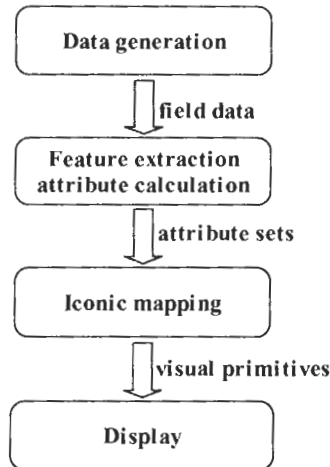 Data generation
field data
Feature extraction
attribute calculation
attribute sets
Iconic mapping
visual primitives
Display